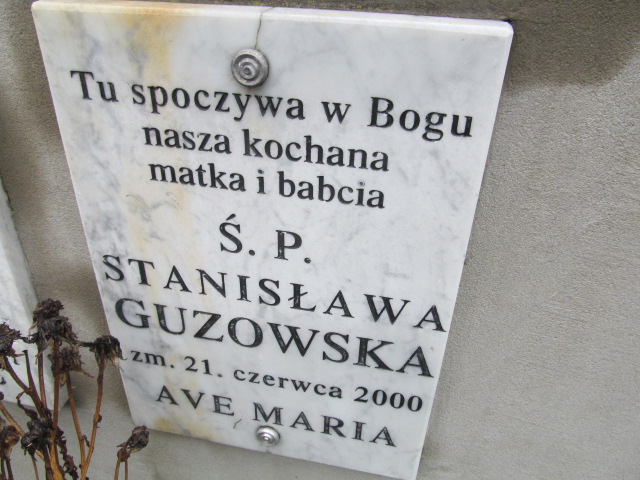 Tu spoczywa w Bogu
nasza kochana
matka i babcia
Ś. P.
STANISŁAWA
GUZOWSKA
zm. 21. czerwca 2000
AVE MARIA